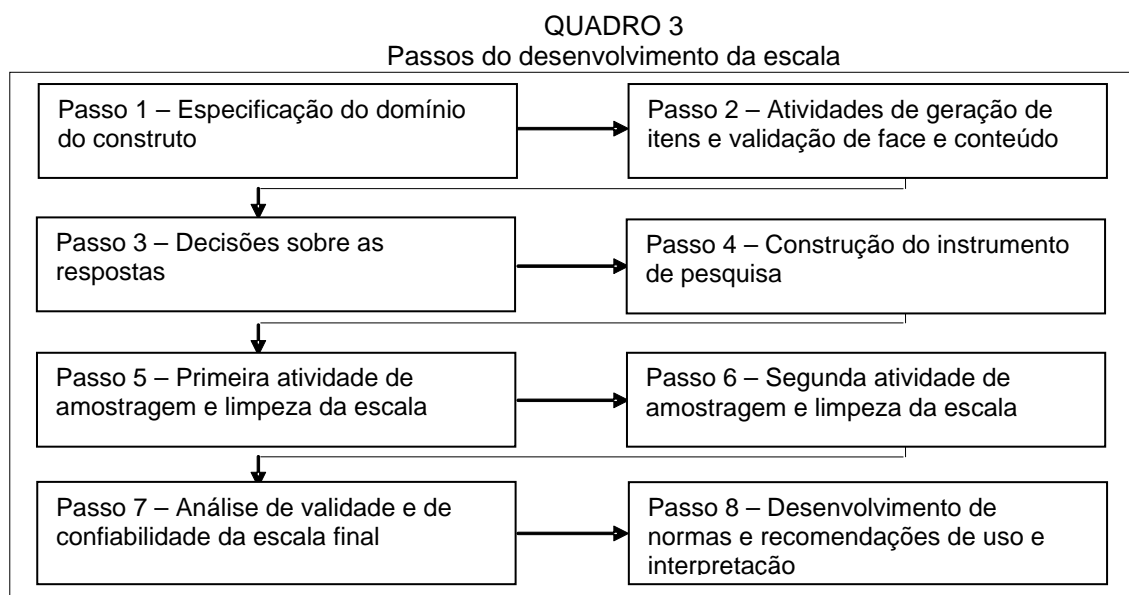 QUADRO 3
Passos do desenvolvimento da escala
Passo 1 – Especificação do domínio
do construto
Passo 2 – Atividades de geração de
itens e validação de face e conteúdo
Passo 3 – Decisões sobre as
respostas
Passo 4 – Construção do instrumento
de pesquisa
Passo 5 – Primeira atividade de
amostragem e limpeza da escala
Passo 6 – Segunda atividade de
amostragem e limpeza da escala
Passo 7 – Análise de validade e de
confiabilidade da escala final
Passo 8 – Desenvolvimento de
normas e recomendações de uso e
interpretação